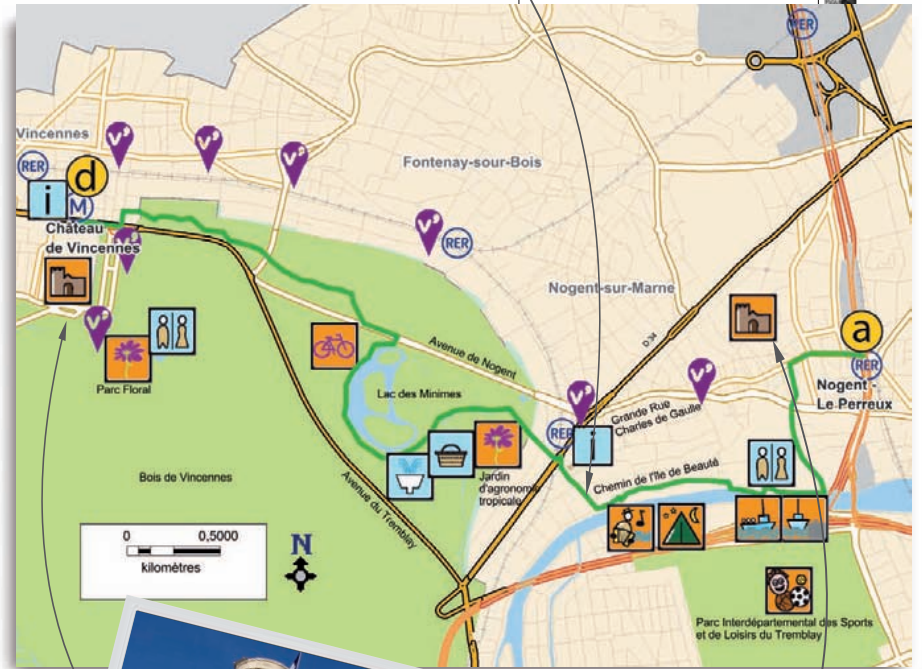 RER
Vincennes
V'
V'
V'
Fontenay-sour-Bois
RER
d
i
M
Château
de Vincennes
V'
V'
RER
Nogent-sur-Marne
D 34
a
RER
Nogent -
Le Perreux
Avenue de Nogent
Lac des Minimes
V'
V'
Grande Rue
Charles de Gaulle
RER
i
Parc Floral
Jardin
d'agronomie
tropicale
Chemin de l'Ile de Beauté
Bois de Vincennes
Avenue du Tremblay
0 0,5000
kilomètres
N
Parc Interdépartemental des Sports
et de Loisirs du Tremblay